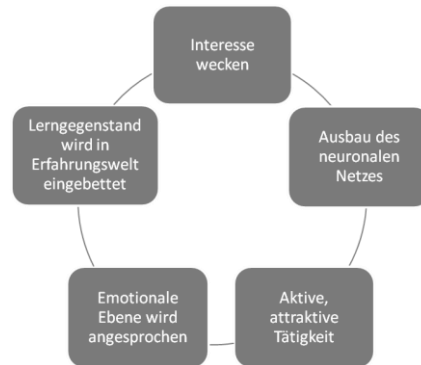 Interesse
wecken
Ausbau des
neuronalen
Netzes
Aktive,
attraktive
Tätigkeit
Emotionale
Ebene wird
angesprochen
Lerngegenstand
wird in
Erfahrungswelt
eingebettet